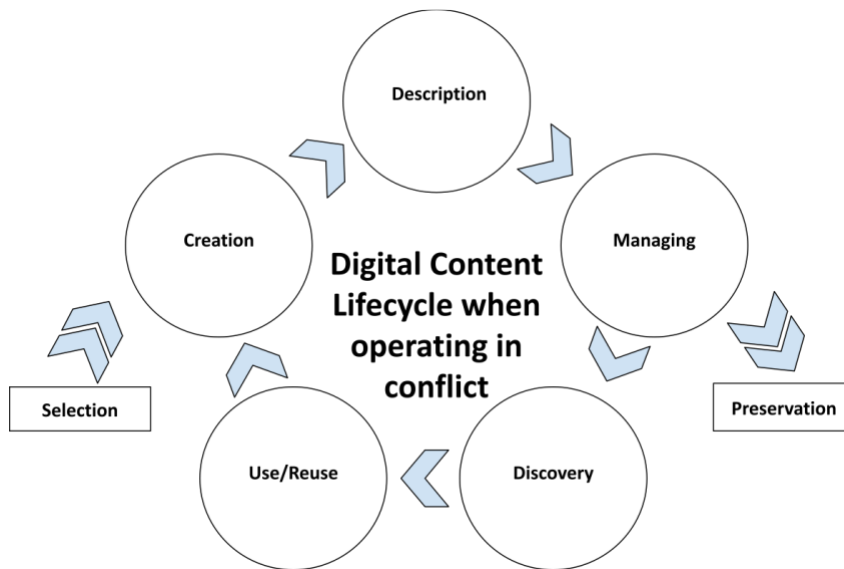 Description
Creation
Managing
Digital Content
Lifecycle when
operating in
conflict
Selection
Preservation
Use/Reuse
Discovery